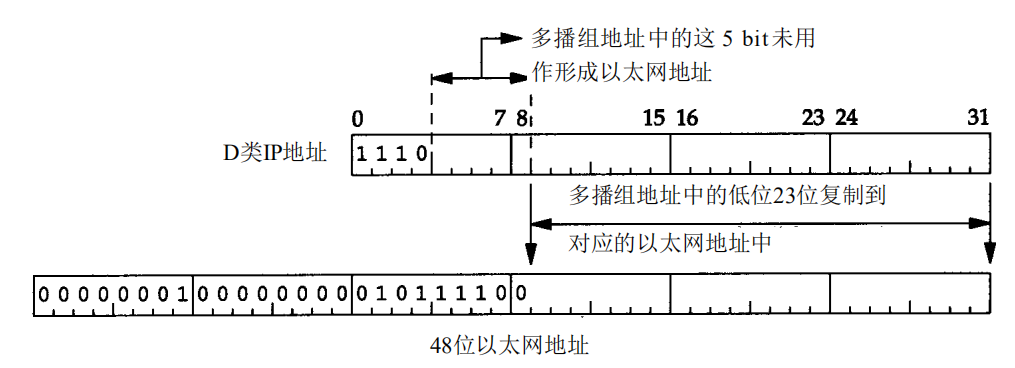 多播组地址中的这 5 bit未用
作形成以太网地址
0 7 8 15 16 23 24 31
D类IP地址 1 1 1 0
多播组地址中的低位23位复制到
对应的以太网地址中
0 0 0 0 0 0 0 1 0 0 0 0 0 0 0 0 0 1 0 1 1 1 1 0 0
48位以太网地址